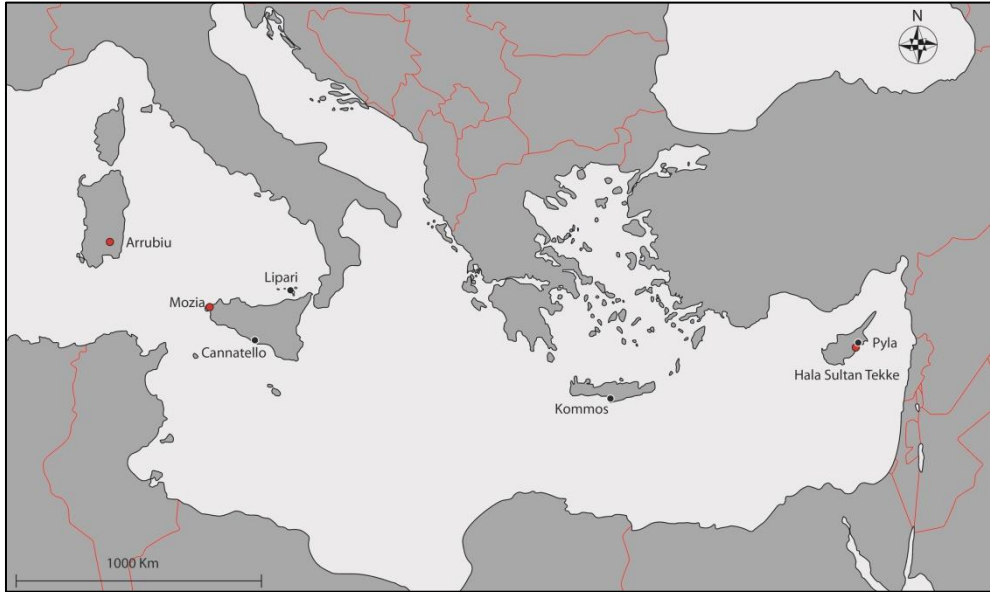 N
Arrubiu
Lipari
Mozia
Cannatello
Pyla
Hala Sultan Tekke
Kommos
1000 Km